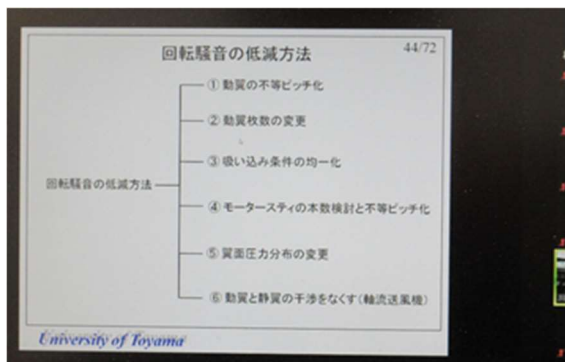 回転騒音の低減方法
44/72
① 動翼の不等ピッチ化
② 動翼枚数の変更
③ 吸い込み条件の均一化
回転騒音の低減方法
④ モータースティの本数検討と不等ピッチ化
⑤ 翼面圧力分布の変更
⑥ 動翼と静翼の干渉をなくす(軸流送風機)
University of Toyama